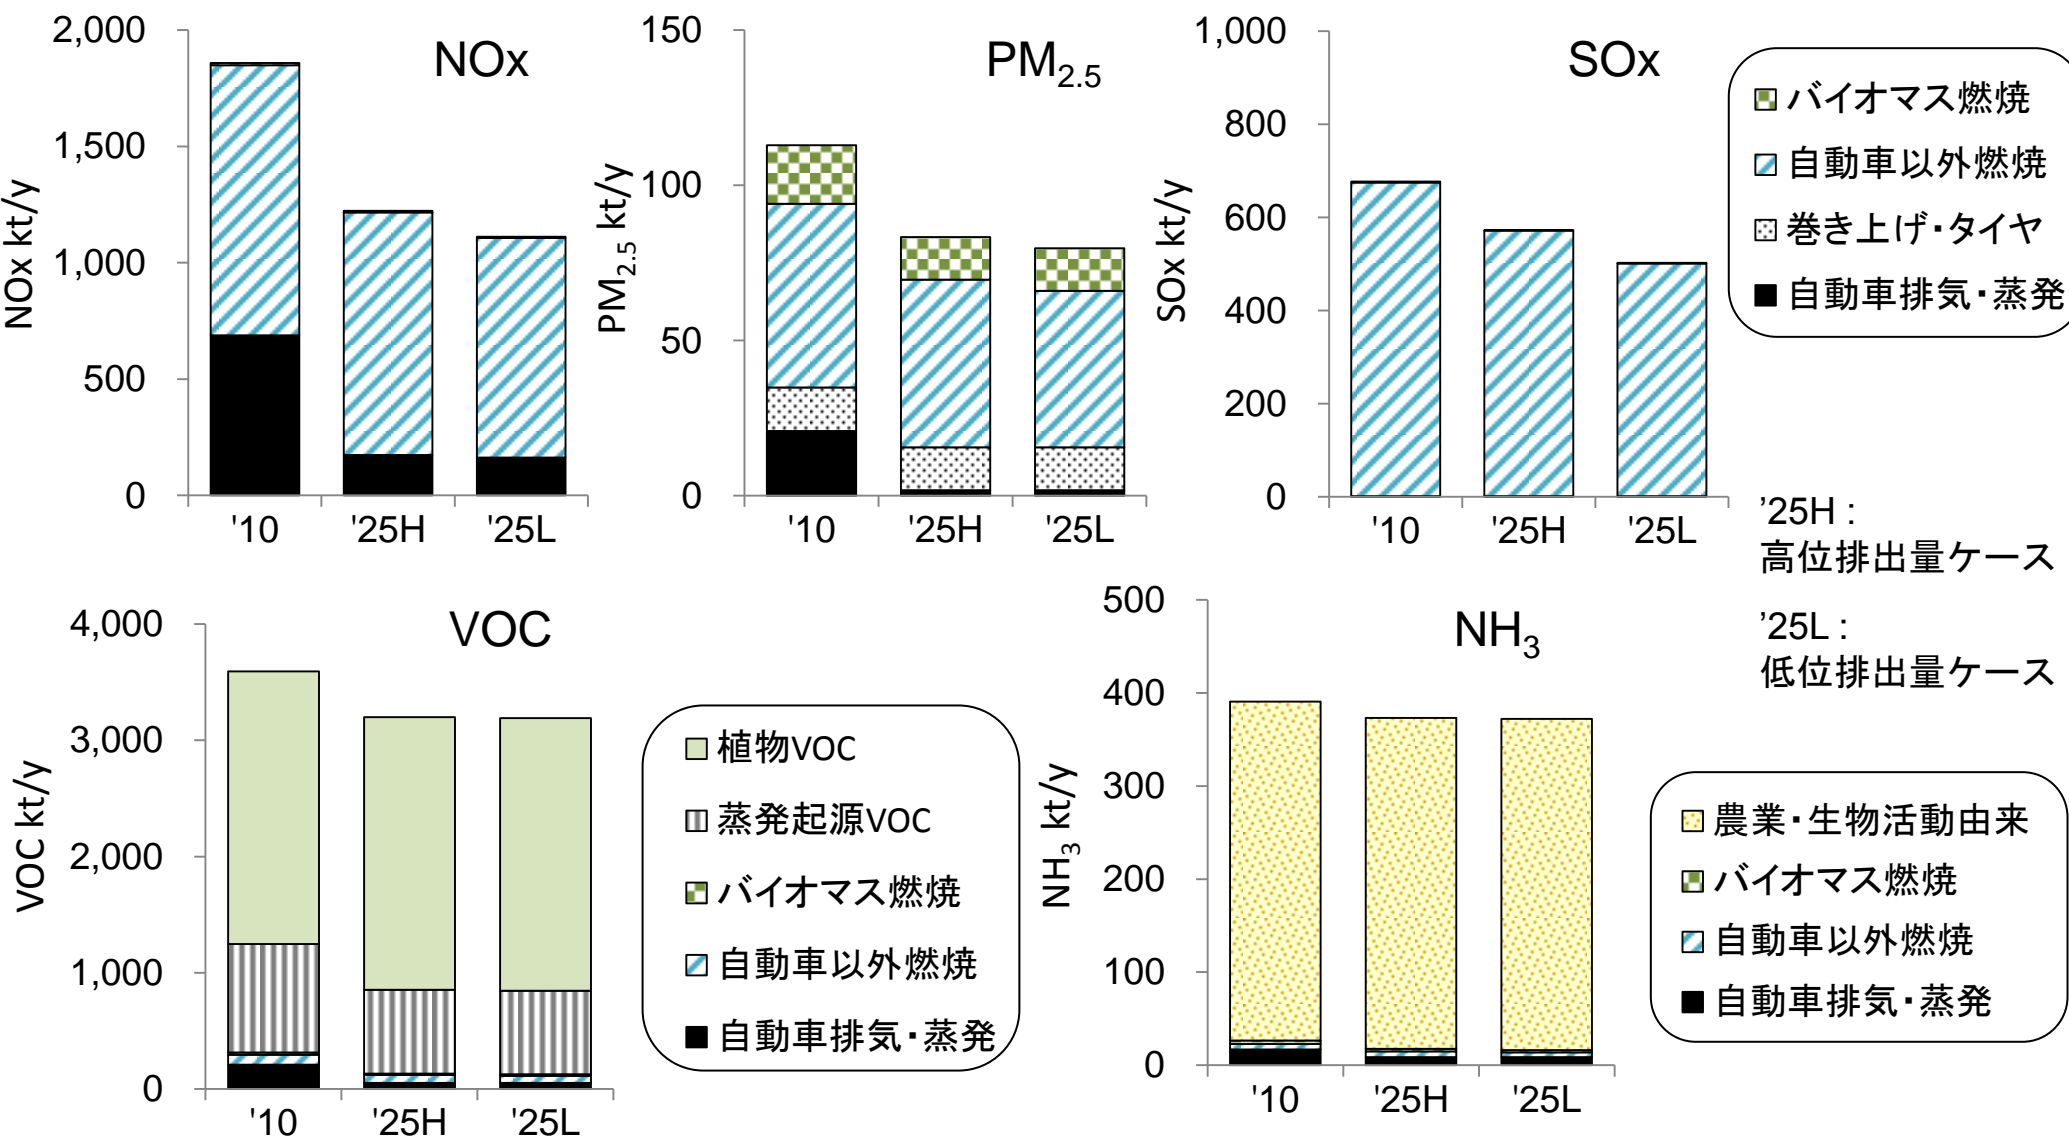 NOx
NOx kt/y
2,000
1,500
1,000
500
0
'10
'25H
'25L
PM2.5
PM2.5 kt/y
150
100
50
0
'10
'25H
'25L
SOx
SOx kt/y
1,000
800
600
400
200
0
'10
'25H
'25L
バイオマス燃焼
自動車以外燃焼
巻き上げ・タイヤ
自動車排気・蒸発
’25H :
高位排出量ケース
’25L :
低位排出量ケース
VOC
VOC kt/y
4,000
3,000
2,000
1,000
0
'10
'25H
'25L
植物VOC
蒸発起源VOC
バイオマス燃焼
自動車以外燃焼
自動車排気・蒸発
NH3
NH3 kt/y
500
400
300
200
100
0
'10
'25H
'25L
農業・生物活動由来
バイオマス燃焼
自動車以外燃焼
自動車排気・蒸発